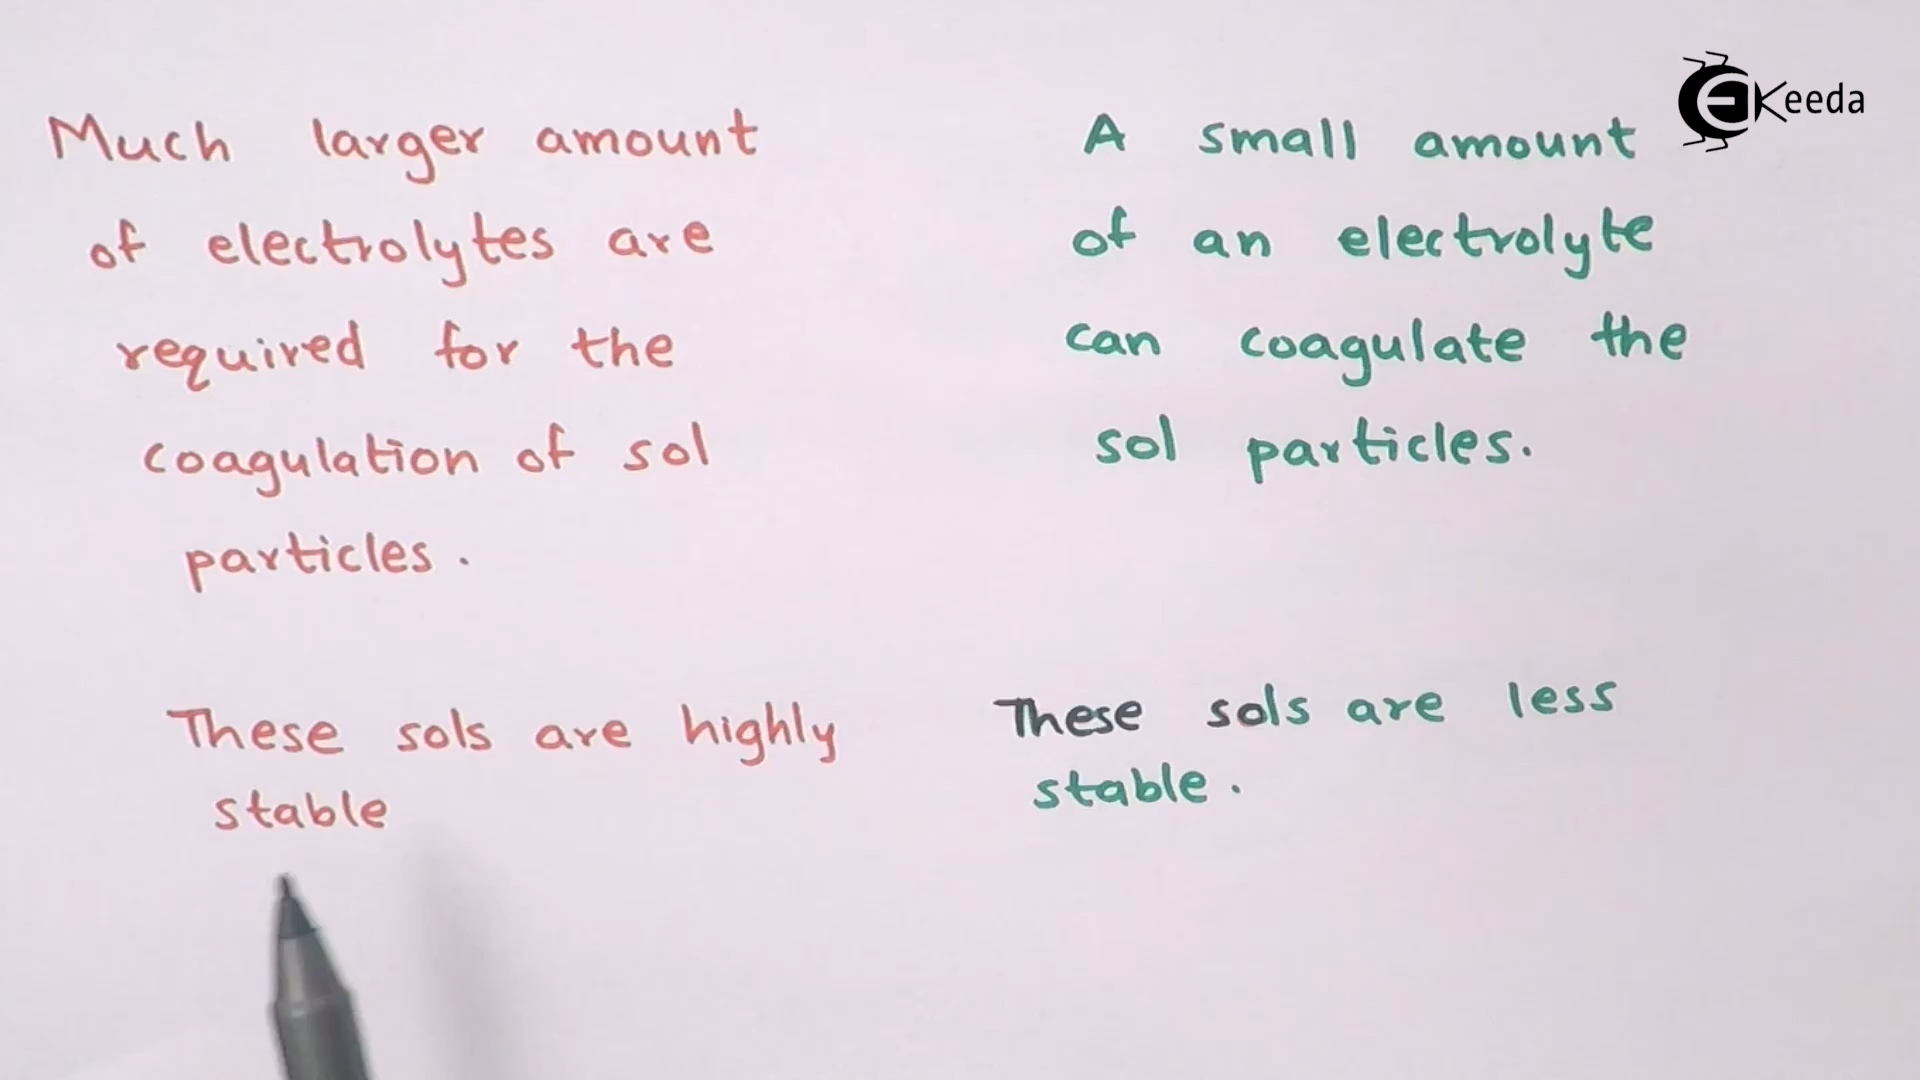 Much larger amount
of electrolytes are
required for the
coagulation of sol
particles.
These sols are highly
stable
A small amount
of an electrolyte
can coagulate the
sol particles.
These sols are less
stable.
EKeeda